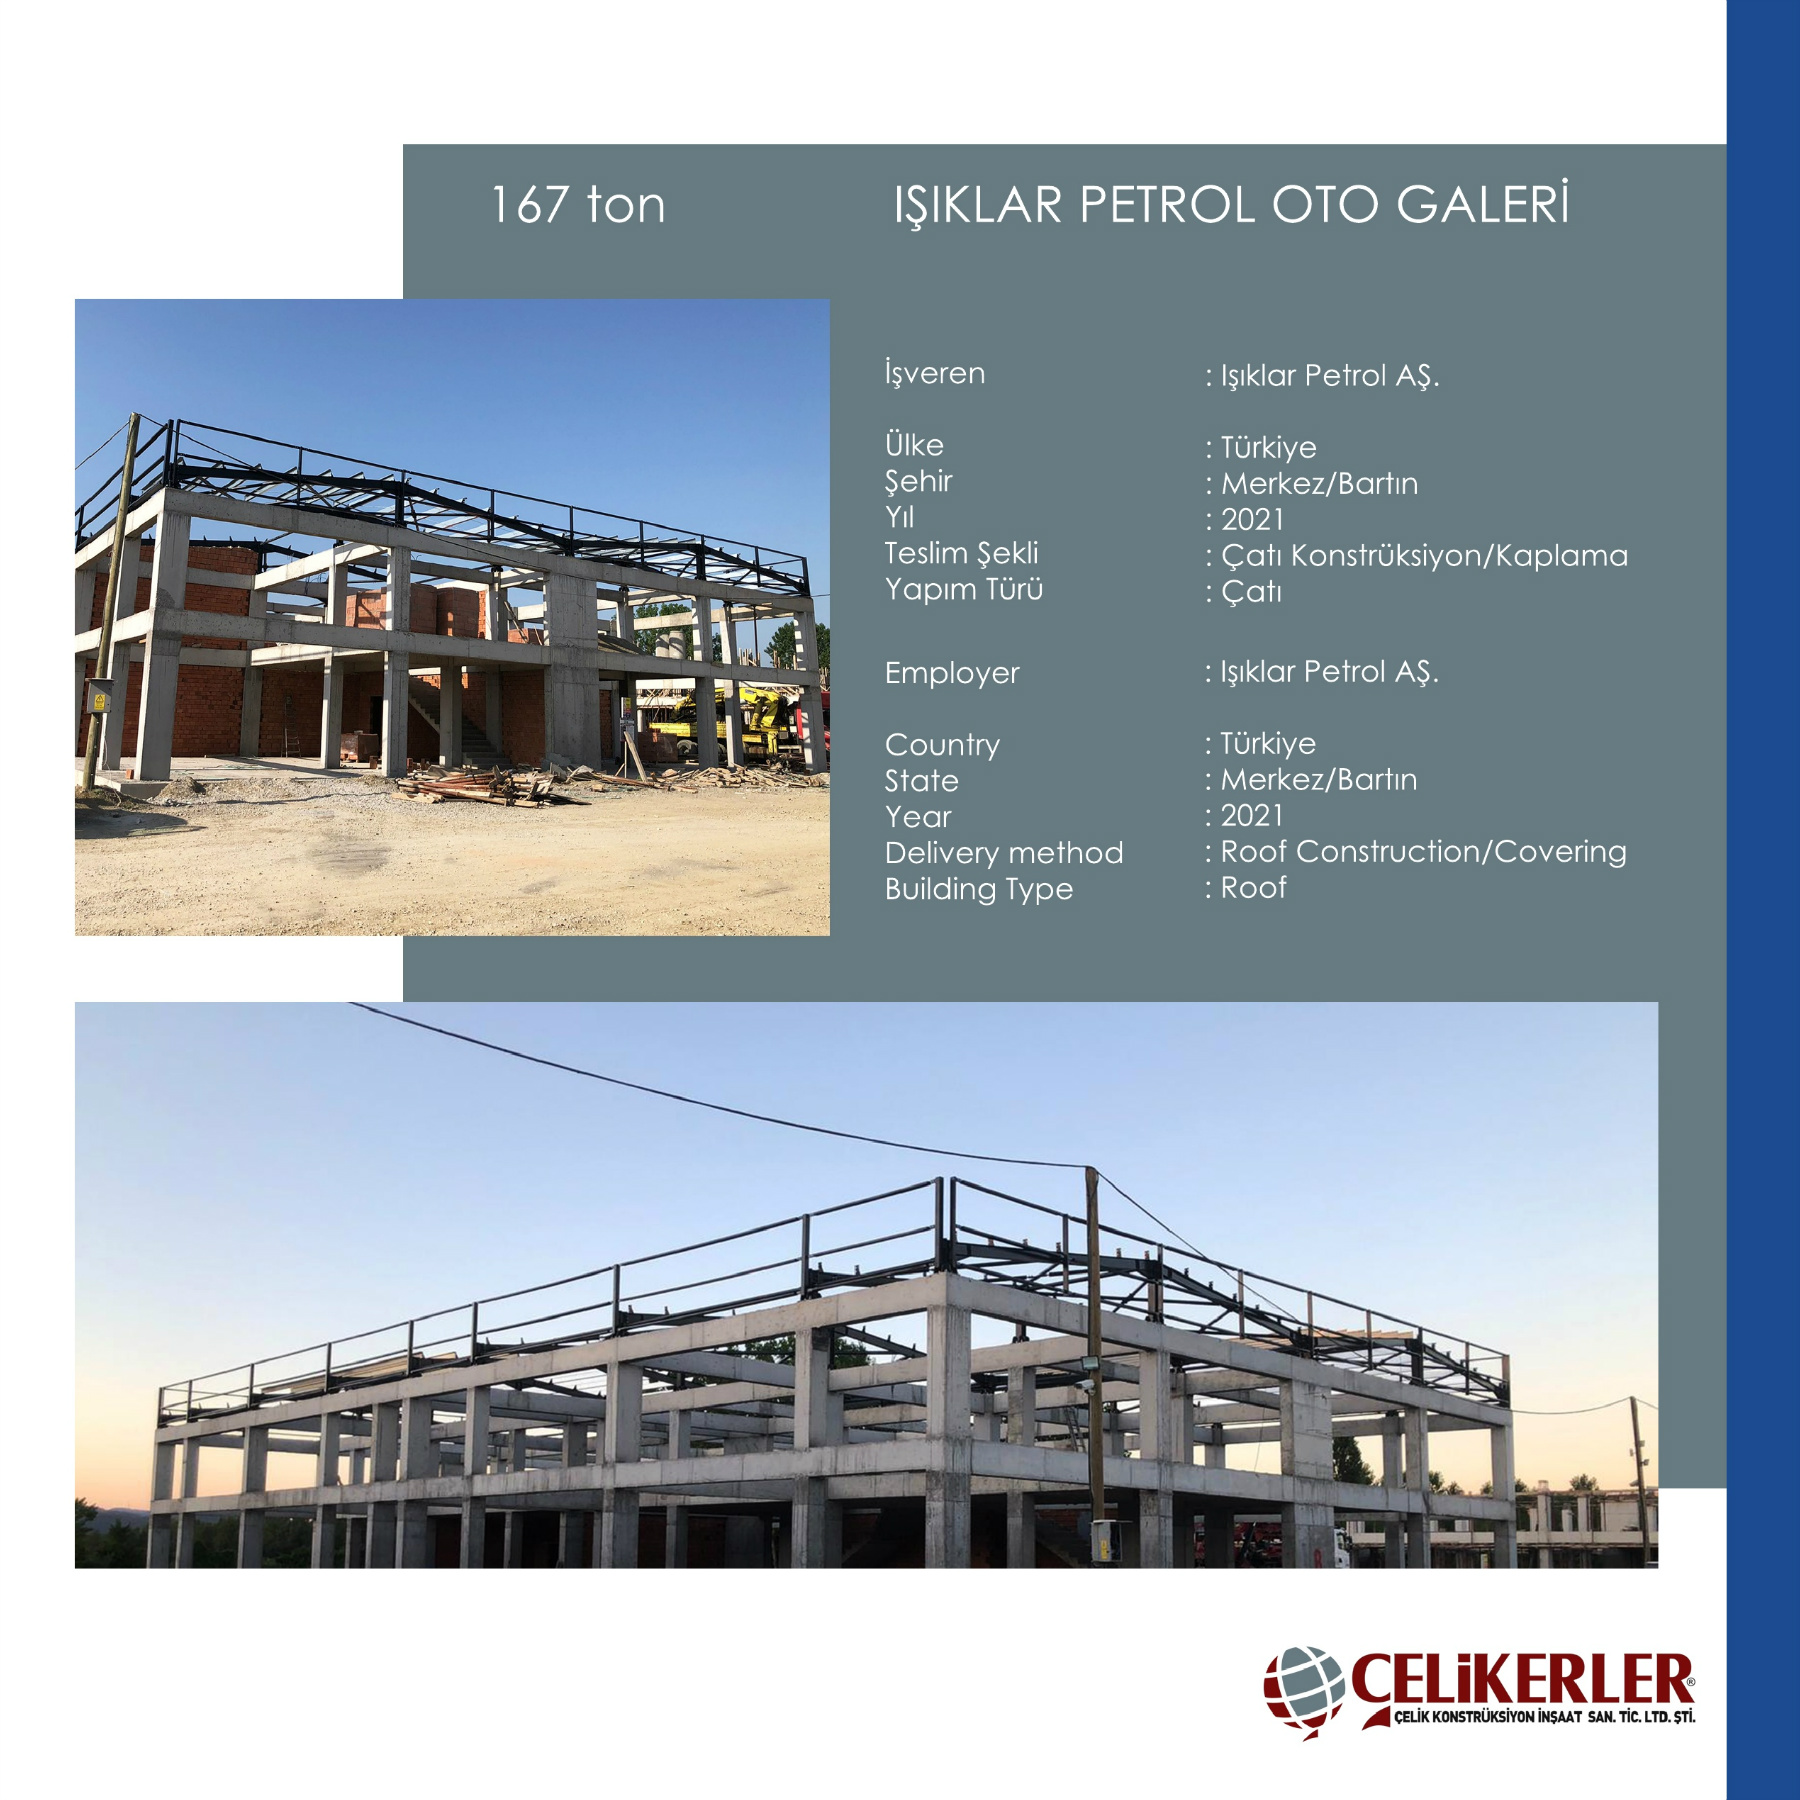 167 ton
IŞIKLAR PETROL OTO GALERİ
İşveren : Işıklar Petrol AŞ.
Ülke : Türkiye
Şehir : Merkez/Bartın
Yıl : 2021
Teslim Şekli : Çatı Konstrüksiyon/Kaplama
Yapım Türü : Çatı
Employer : Işıklar Petrol AŞ.
Country : Türkiye
State : Merkez/Bartın
Year : 2021
Delivery method : Roof Construction/Covering
Building Type : Roof
ÇELiKERLER®
ÇELİK KONSTRÜKSİYON İNŞAAT SAN. TİC. LTD. ŞTİ.